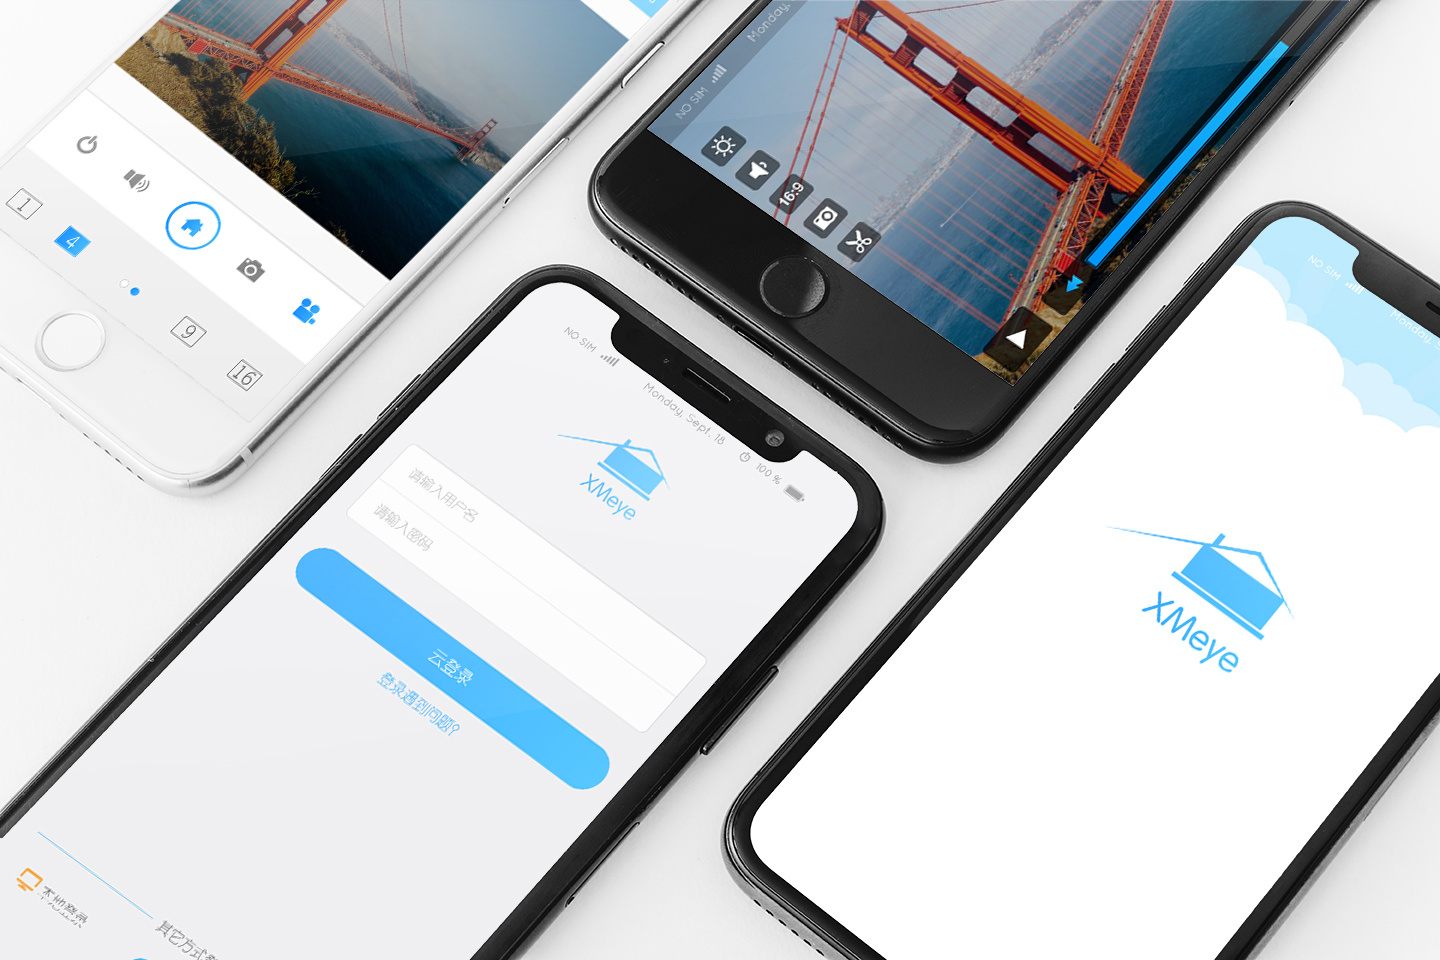 1
4
9
16
NO SIM
Monday,
16:9
NO SIM
Monday, Sept. 18
100 %
XMeye
请输入用户名
请输入密码
云登录
登录遇到问题?
本地登录
其它方式
NO SIM
Monday,
XMeye